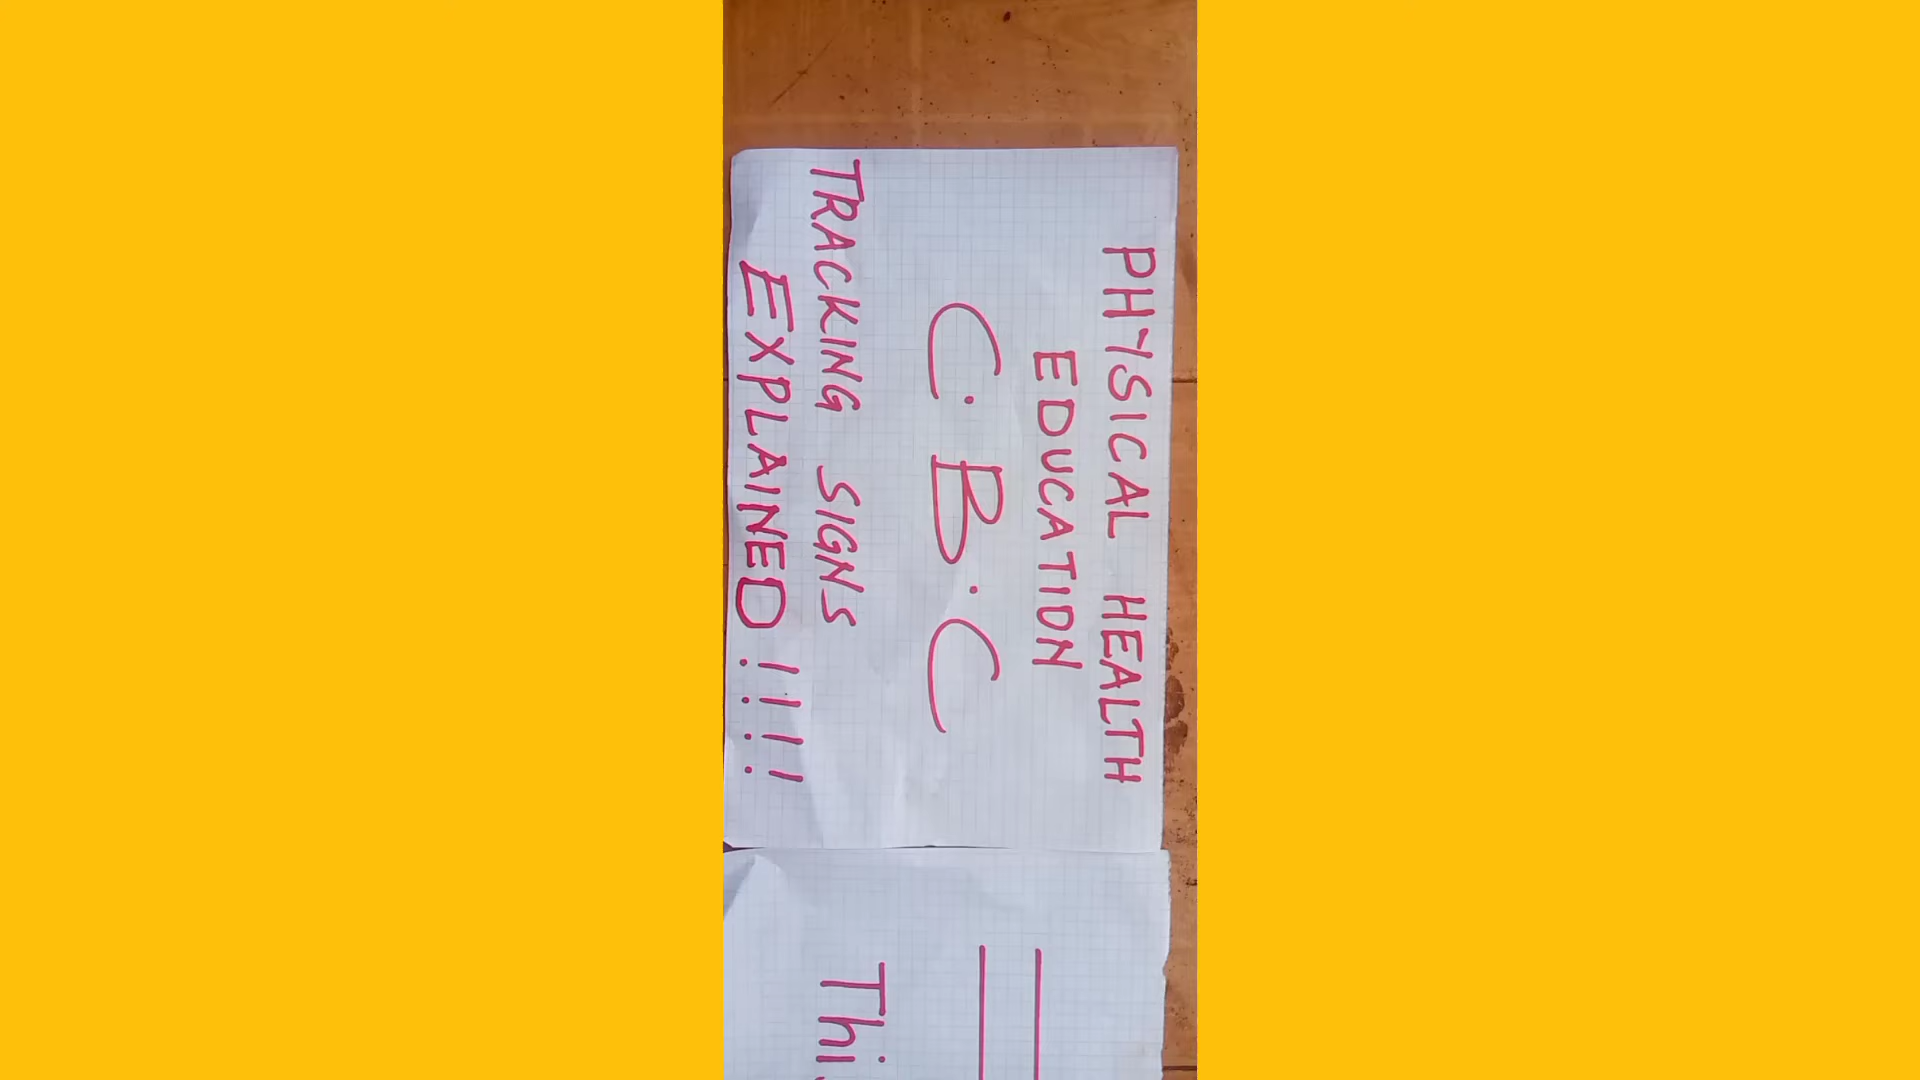 PHYSICAL HEALTH
EDUCATION
C.B.C
TRACKING SIGNS
EXPLAINED!!!!